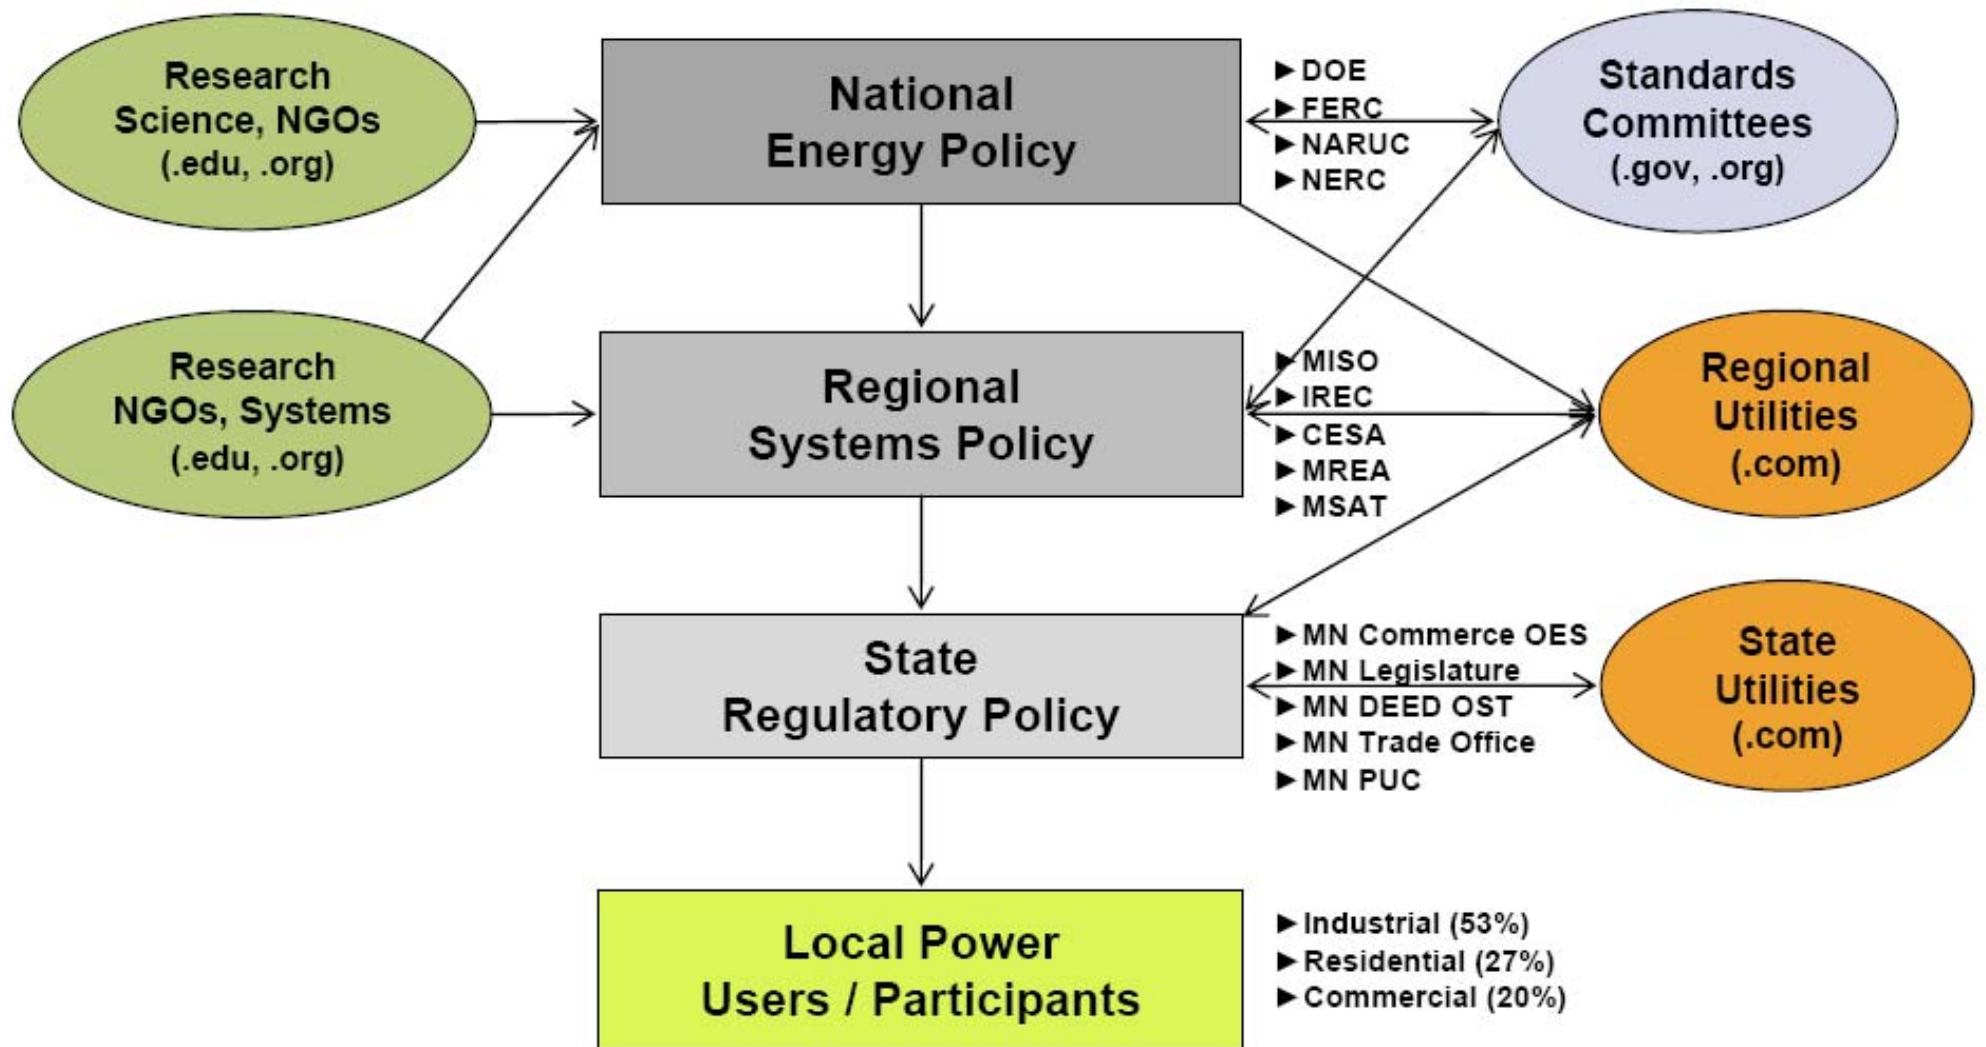 Research
Science, NGOs
(.edu, .org)
National
Energy Policy
►DOE
►FERC
►NARUC
►NERC
Standards
Committees
(.gov, .org)
Research
NGOs, Systems
(.edu, .org)
Regional
Systems Policy
►MISO
►IREC
►CESA
►MREA
►MSAT
Regional
Utilities
(.com)
State
Regulatory Policy
►MN Commerce OES
►MN Legislature
►MN DEED OST
►MN Trade Office
►MN PUC
State
Utilities
(.com)
Local Power
Users / Participants
►Industrial (53%)
►Residential (27%)
►Commercial (20%)